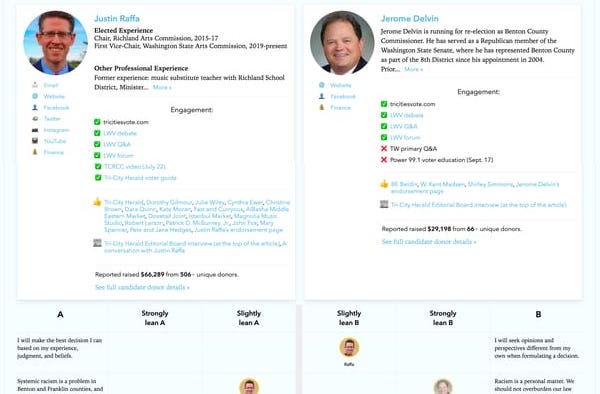 Justin Raffa
Elected Experience
Chair, Richland Arts Commission, 2015-17
First Vice-Chair, Washington State Arts Commission, 2019-present
Other Professional Experience
Former experience: music substitute teacher with Richland School
District, Minister... More »
Email
Website
Facebook
Twitter
Instagram
YouTube
Finance
Engagement:
tricitiesvote.com
LWV debate
LWV Q&A
LWV forum
TCRCC video (July 22)
Tri-City Herald voter guide
Tri-City Herald, Dorothy Gilmour, Julie Wiley, Cynthia Ewer, Christine
Brown, Dara Quinn, Kate Moran, Fast and Curryous, AlBasha Middle
Eastern Market, Dovetail Joint, Istanbul Market, Magnolia Music
Studio, Robert Larson, Patrick D. McBurney, Jr., John Fox, Mary
Spanner, Pete and Jane Hedges, Justin Raffa's endorsement page
Tri-City Herald Editorial Board interview (at the top of the article), A
conversation with Justin Raffa
Reported raised $66,289 from 506~ unique donors.
See full candidate donor details »
Jerome Delvin
Jerome Delvin is running for re-election as Benton County
Commissioner. He has served as a Republican member of the
Washington State Senate, where he has represented Benton County
as part of the 8th District since his appointment in 2004.
Prior... More »
Website
Facebook
Finance
Engagement:
tricitiesvote.com
LWV debate
LWV Q&A
LWV forum
TW primary Q&A
Power 99.1 voter education (Sept. 17)
W. Kent Madsen, Shirley Simmons, Jerome Delvin's
endorsement page
Tri-City Herald Editorial Board interview (at the top of the article)
Reported raised $29,198 from 66~ unique donors.
See full candidate donor details »
A
Strongly
lean A
Slightly
lean A
Slightly
lean B
Strongly
lean B
B
I will make the best decision I can
based on my experience,
judgment, and beliefs.
Raffa
I will seek opinions and
perspectives different from my
own when formulating a decision.
Systemic racism is a problem in
Benton and Franklin counties, and
Racism is a personal matter. We
should not overburden our law